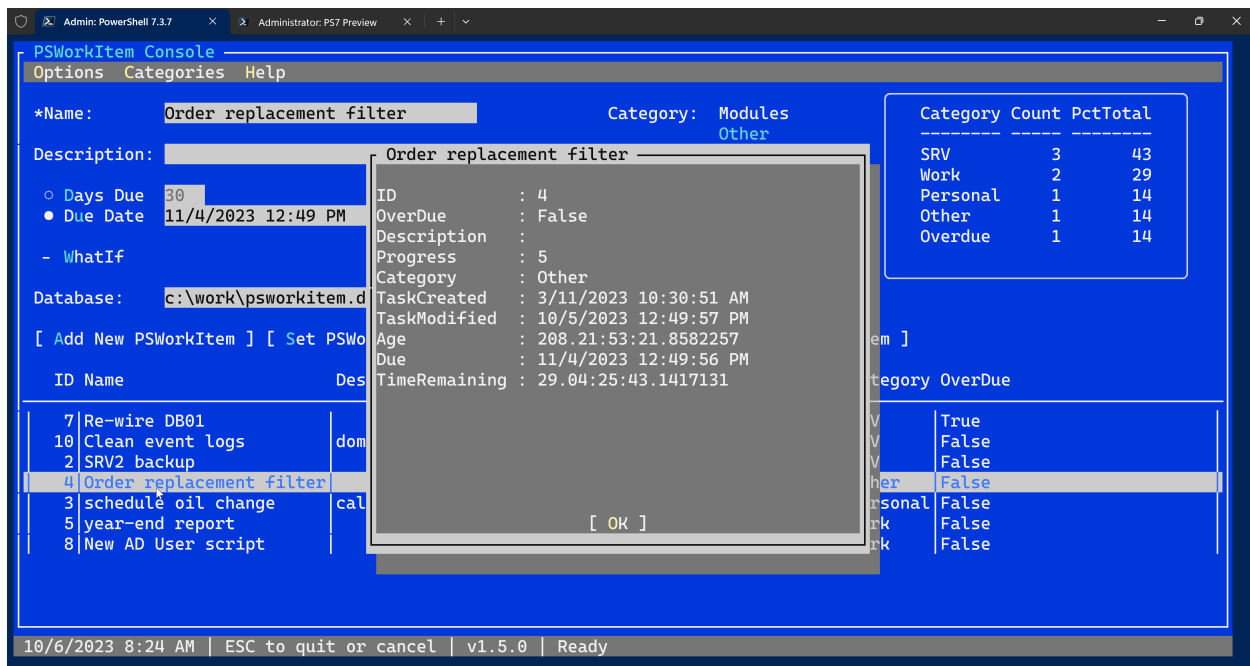 Admin: PowerShell 7.3.7
Administrator: PS7 Preview
PSWorkItem Console
Options Categories Help
*Name: Order replacement filter Category: Modules
Other
Description:
Days Due 30
Due Date 11/4/2023 12:49 PM
- WhatIf
Database: c:\work\psworkitem.d
[ Add New PSWorkItem ] [ Set PSWo
em ]
Category Count PctTotal
-------- ----- --------
SRV 3 43
Work 2 29
Personal 1 14
Other 1 14
Overdue 1 14
Order replacement filter
ID : 4
OverDue : False
Description :
Progress : 5
Category : Other
TaskCreated : 3/11/2023 10:30:51 AM
TaskModified : 10/5/2023 12:49:57 PM
Age : 208.21:53:21.8582257
Due : 11/4/2023 12:49:56 PM
TimeRemaining : 29.04:25:43.1417131
[ OK ]
ID Name Des tegory OverDue
7 Re-wire DB01 V True
10 Clean event logs dom V False
2 SRV2 backup V False
4 Order replacement filter her False
3 schedule oil change cal rsonal False
5 year-end report rk False
8 New AD User script rk False
10/6/2023 8:24 AM | ESC to quit or cancel | v1.5.0 | Ready